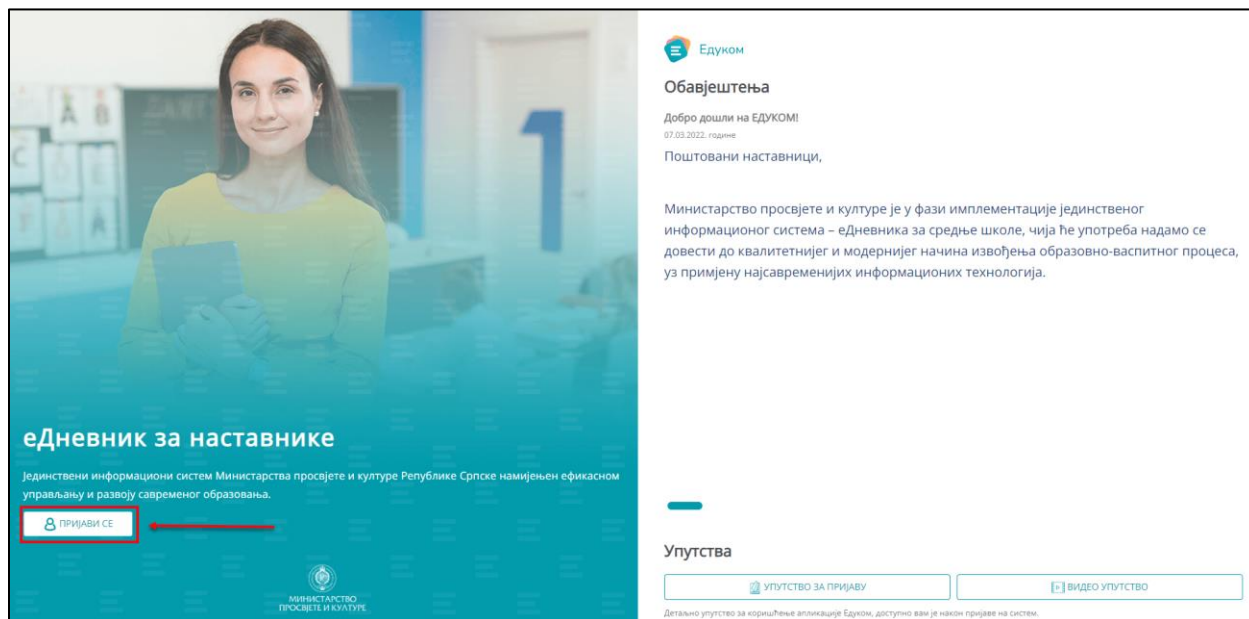 еДневник за наставнике
Јединствени информациони систем Министарства просвјете и културе Републике Српске намијењен ефикасном
управљању и развоју савременог образовања.
ПРИЈАВИ СЕ
МИНИСТАРСТВО
ПРОСВЈЕТЕ И КУЛТУРЕ
Едуком
Обавјештења
Добро дошли на ЕДУКОМ!
07.03.2022. године
Поштовани наставници,
Министарство просвјете и културе је у фази имплементације јединственог
информационог система – еДневника за средње школе, чија ће употреба надамо се
довести до квалитетнијег и модернијег начина извођења образовно-васпитног процеса,
уз примјену најсавременијих информационих технологија.
Упутства
УПУТСТВО ЗА ПРИЈАВУ
ВИДЕО УПУТСТВО
Детаљно упутство за коришћење апликације Едуком, доступно вам је након пријаве на систем.